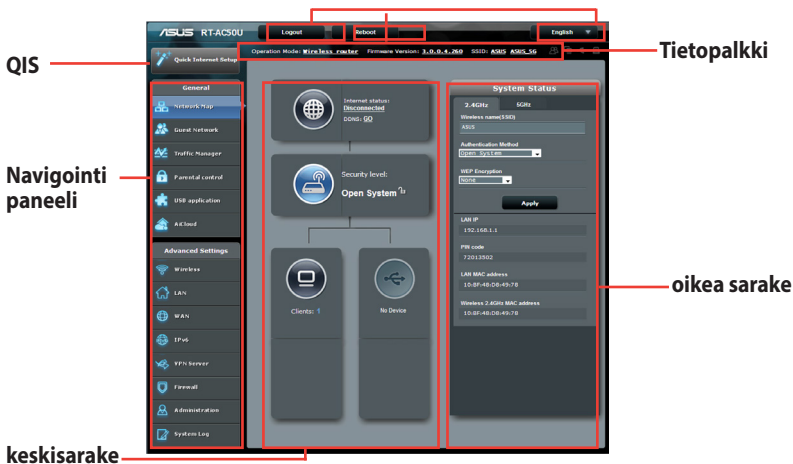 /SUS RT-AC50U
Logout
Reboot
English
Operation Mode: Wireless router Firmware Version: 3.0.0.4.260 SSID: ASUS ASUS_5G
Tietopalkki
QIS
Quick Internet Setup
General
Network Map
Guest Network
Traffic Manager
Parental control
USB application
AiCloud
Navigointi
paneeli
Advanced Settings
Wireless
LAN
WAN
IPv6
VPN Server
Firewall
Administration
System Log
Internet status:
Disconnected
DDNS: GO
Security level:
Open System
Clients: 1
No Device
System Status
2.4GHz 5GHz
Wireless name(SSID)
ASUS
Authentication Method
Open System
WEP Encryption
None
Apply
LAN IP
192.168.1.1
PIN code
72013502
LAN MAC address
10:8F:48:D8:49:78
Wireless 2.4GHz MAC address
10:8F:48:D8:49:78
oikea sarake
keskisarake